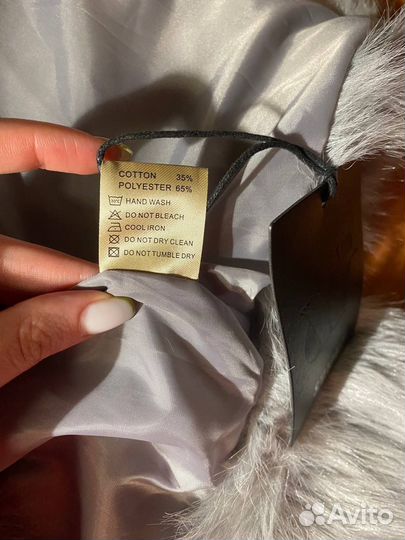 COTTON 35%
POLYESTER 65%
HAND WASH
DO NOT BLEACH
COOL IRON
DO NOT DRY CLEAN
DO NOT TUMBLE DRY
Avito